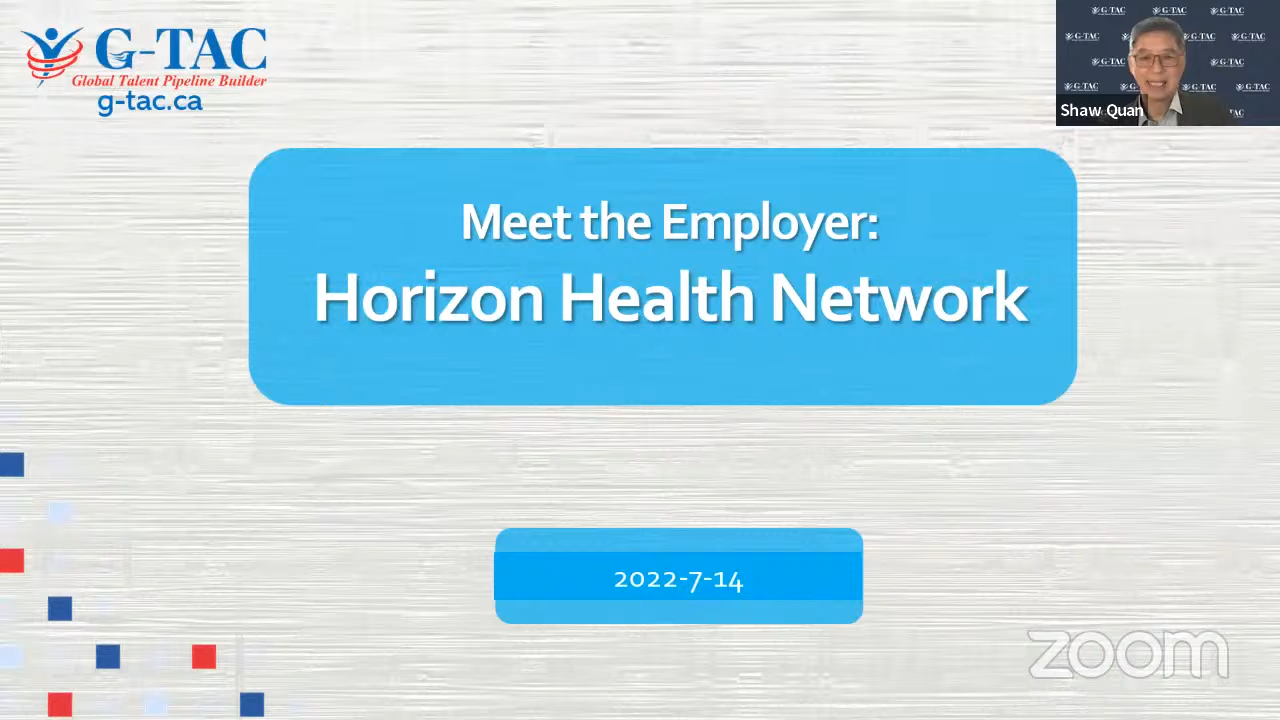 G-TAC
Global Talent Pipeline Builder
g-tac.ca
Shaw Quan
Meet the Employer:
Horizon Health Network
2022-7-14
zoom